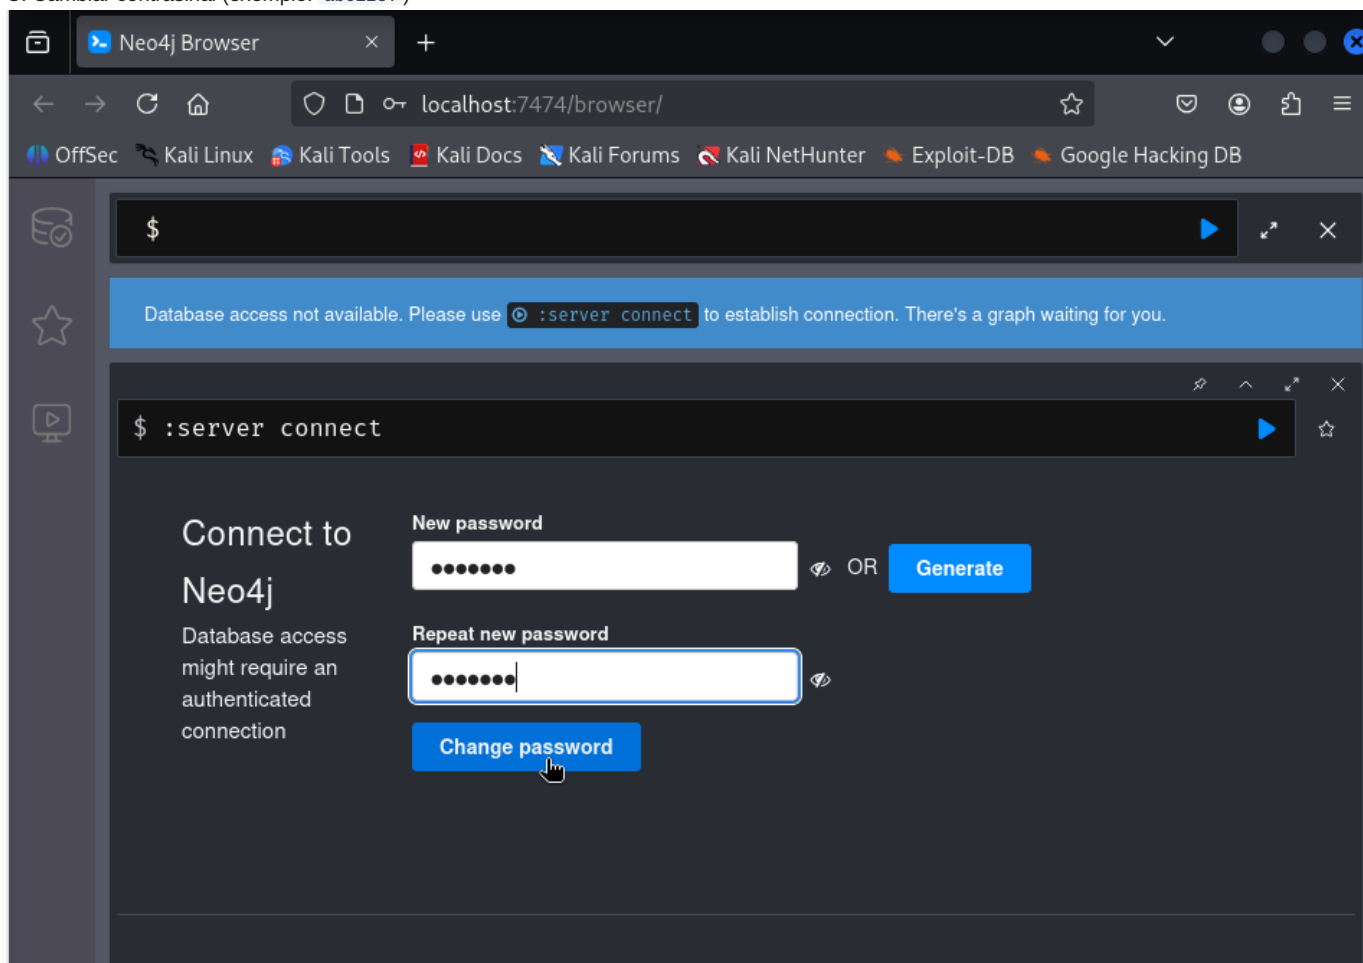 Neo4j Browser
localhost:7474/browser/
OffSec Kali Linux Kali Tools Kali Docs Kali Forums Kali NetHunter Exploit-DB Google Hacking DB
$
Database access not available. Please use :server connect to establish connection. There's a graph waiting for you.
$ :server connect
Connect to
Neo4j
Database access
might require an
authenticated
connection
New password
•••••••
OR Generate
Repeat new password
•••••••
Change password